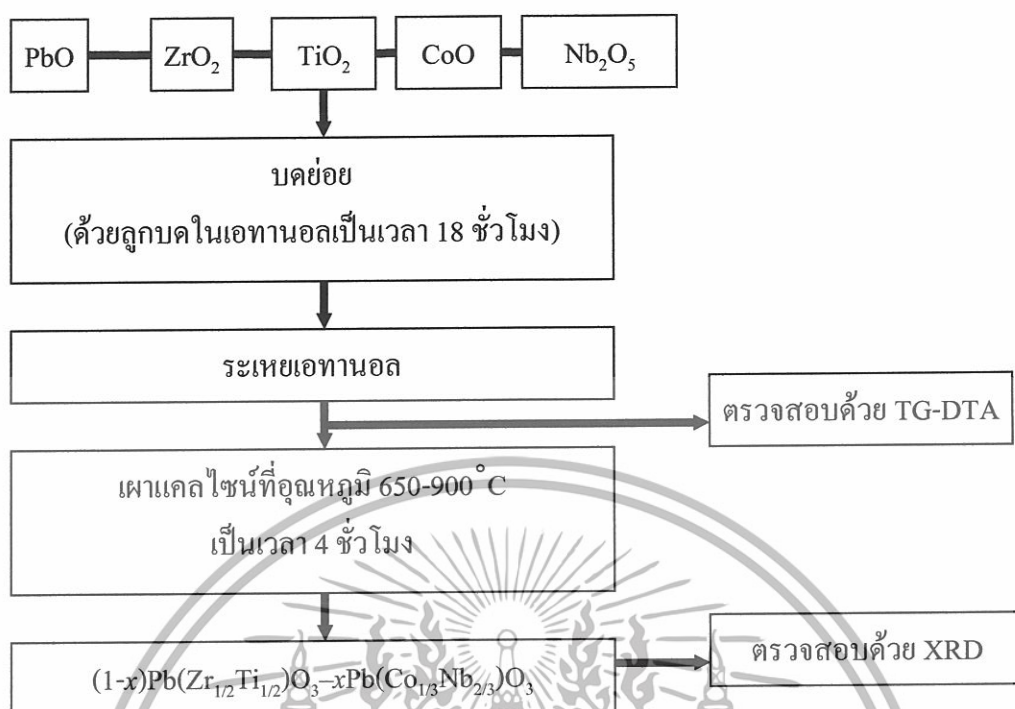 PbO ZrO₂ TiO₂ CoO Nb₂O₅
บดย่อย
(ด้วยลูกบดในเอทานอลเป็นเวลา 18 ชั่วโมง)
ระเหยเอทานอล
ตรวจสอบด้วย TG-DTA
เผาแคลไซน์ที่อุณหภูมิ 650-900°C
เป็นเวลา 4 ชั่วโมง
ตรวจสอบด้วย XRD
(1-x)Pb(Zr₁/₂Ti₁/₂)O₃–xPb(Co₁/₃Nb₂/₃)O₃